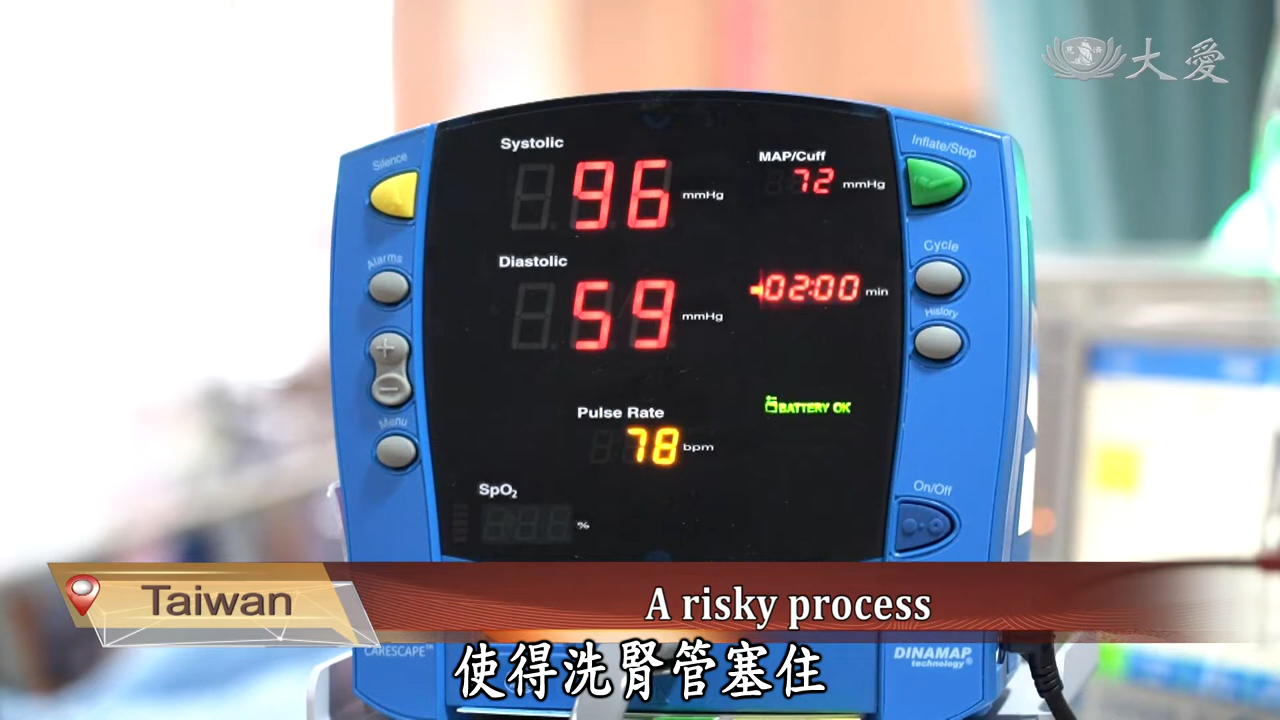 大愛
Systolic
96 mmHg
MAP/Cuff
72 mmHg
Silence
Inflate/Stop
Diastolic
59 mmHg
02:00 min
Alarms
Cycle
History
Pulse Rate
78 bpm
BATTERY OK
Menu
SpO₂
%
On/Off
Taiwan
A risky process
CARESCAPE™
使得洗腎管塞住
DINAMAP
technology®